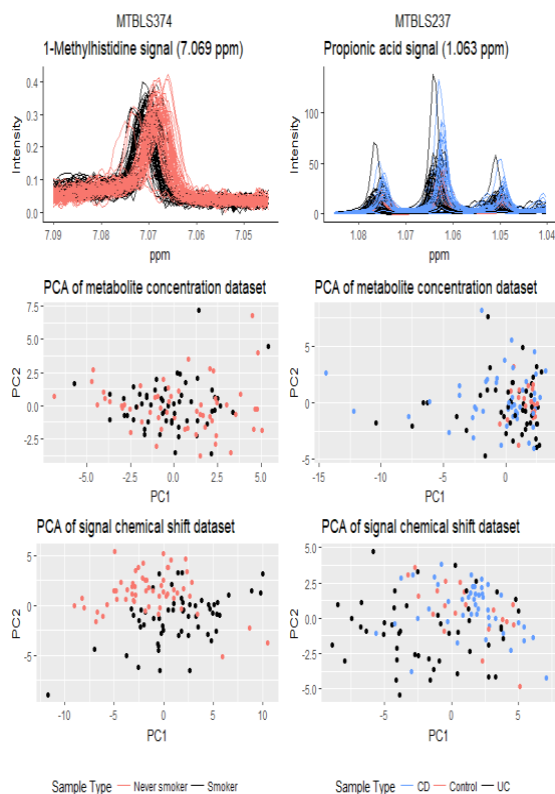 MTBLS374
1-Methylhistidine signal (7.069 ppm)
Intensity
0.4
0.3
0.2
0.1
0.0
7.09
7.08
7.07
7.06
7.05
ppm
MTBLS237
Propionic acid signal (1.063 ppm)
Intensity
100
50
0
1.08
1.06
1.05
1.04
ppm
PCA of metabolite concentration dataset
PC2
7.5
5.0
2.5
0.0
-2.5
-5.0
-2.5
0.0
2.5
5.0
PC1
PCA of metabolite concentration dataset
PC2
5
0
-5
-15
-10
-5
0
PC1
PCA of signal chemical shift dataset
PC2
5
0
-5
-10
-5
0
5
10
PC1
PCA of signal chemical shift dataset
PC2
5.0
2.5
0.0
-2.5
-5.0
-5
0
5
PC1
Sample Type Never smoker Smoker
Sample Type CD Control UC